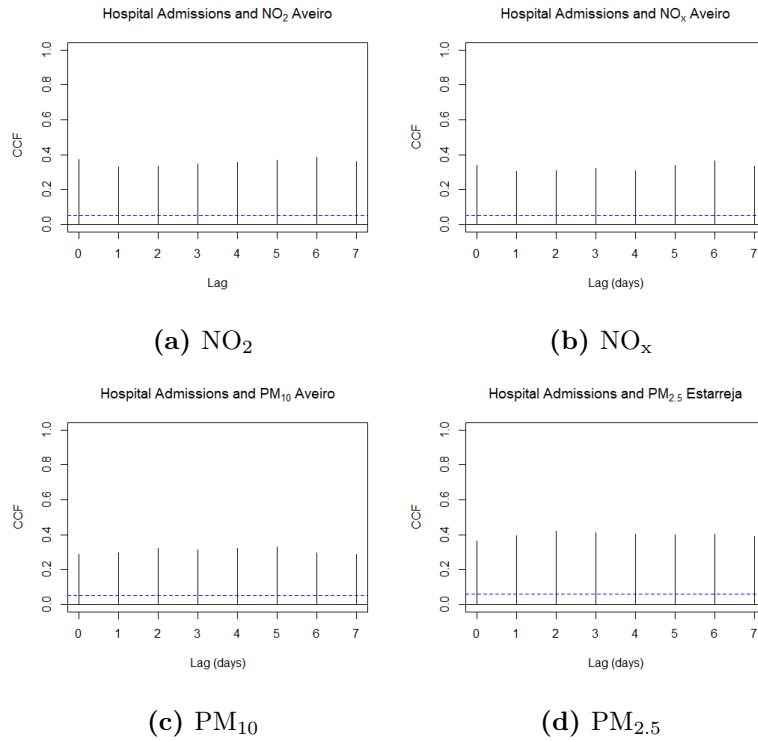 Hospital Admissions and NO₂ Aveiro
CCF
1.0
0.8
0.6
0.4
0.2
0.0
0 1 2 3 4 5 6 7
Lag
(a) NO₂
Hospital Admissions and NOₓ Aveiro
CCF
1.0
0.8
0.6
0.4
0.2
0.0
0 1 2 3 4 5 6 7
Lag (days)
(b) NOₓ
Hospital Admissions and PM₁₀ Aveiro
CCF
1.0
0.8
0.6
0.4
0.2
0.0
0 1 2 3 4 5 6 7
Lag (days)
(c) PM₁₀
Hospital Admissions and PM₂.₅ Estarreja
CCF
1.0
0.8
0.6
0.4
0.2
0.0
0 1 2 3 4 5 6 7
Lag (days)
(d) PM₂.₅